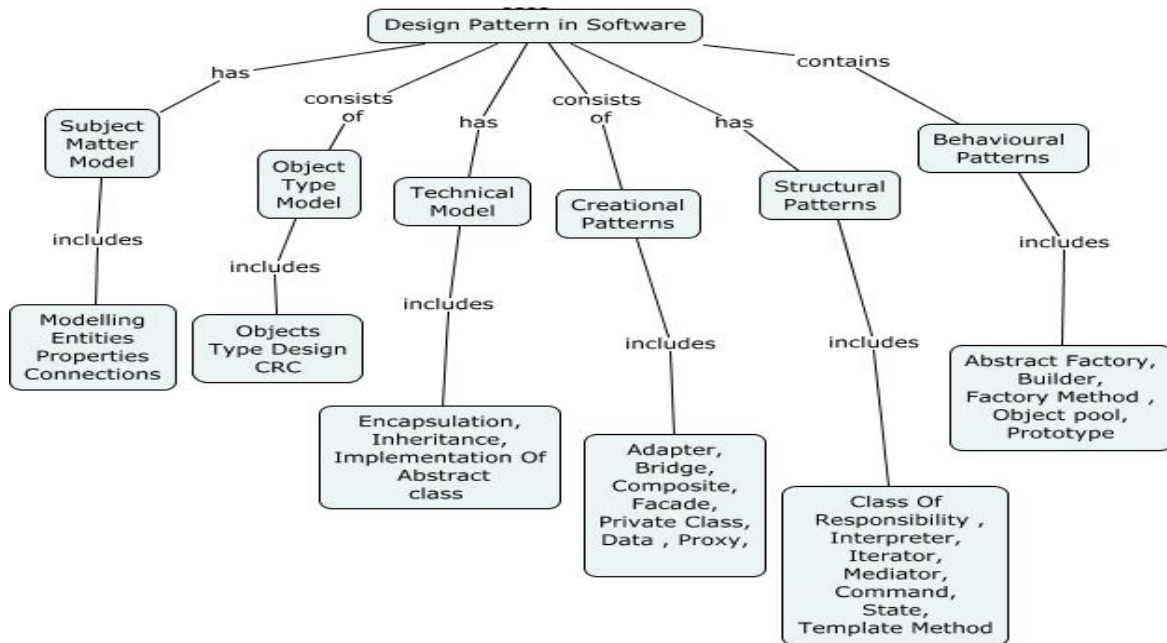 Design Pattern in Software
has
consists
of
has
consists
of
has
contains
Subject
Matter
Model
Object
Type
Model
Technical
Model
Creational
Patterns
Structural
Patterns
Behavioural
Patterns
includes
includes
includes
includes
includes
includes
Modelling
Entities
Properties
Connections
Objects
Type Design
CRC
Encapsulation,
Inheritance,
Implementation Of
Abstract
class
Adapter,
Bridge,
Composite,
Facade,
Private Class,
Data , Proxy,
Class Of
Responsibility ,
Interpreter,
Iterator,
Mediator,
Command,
State,
Template Method
Abstract Factory,
Builder,
Factory Method ,
Object pool,
Prototype